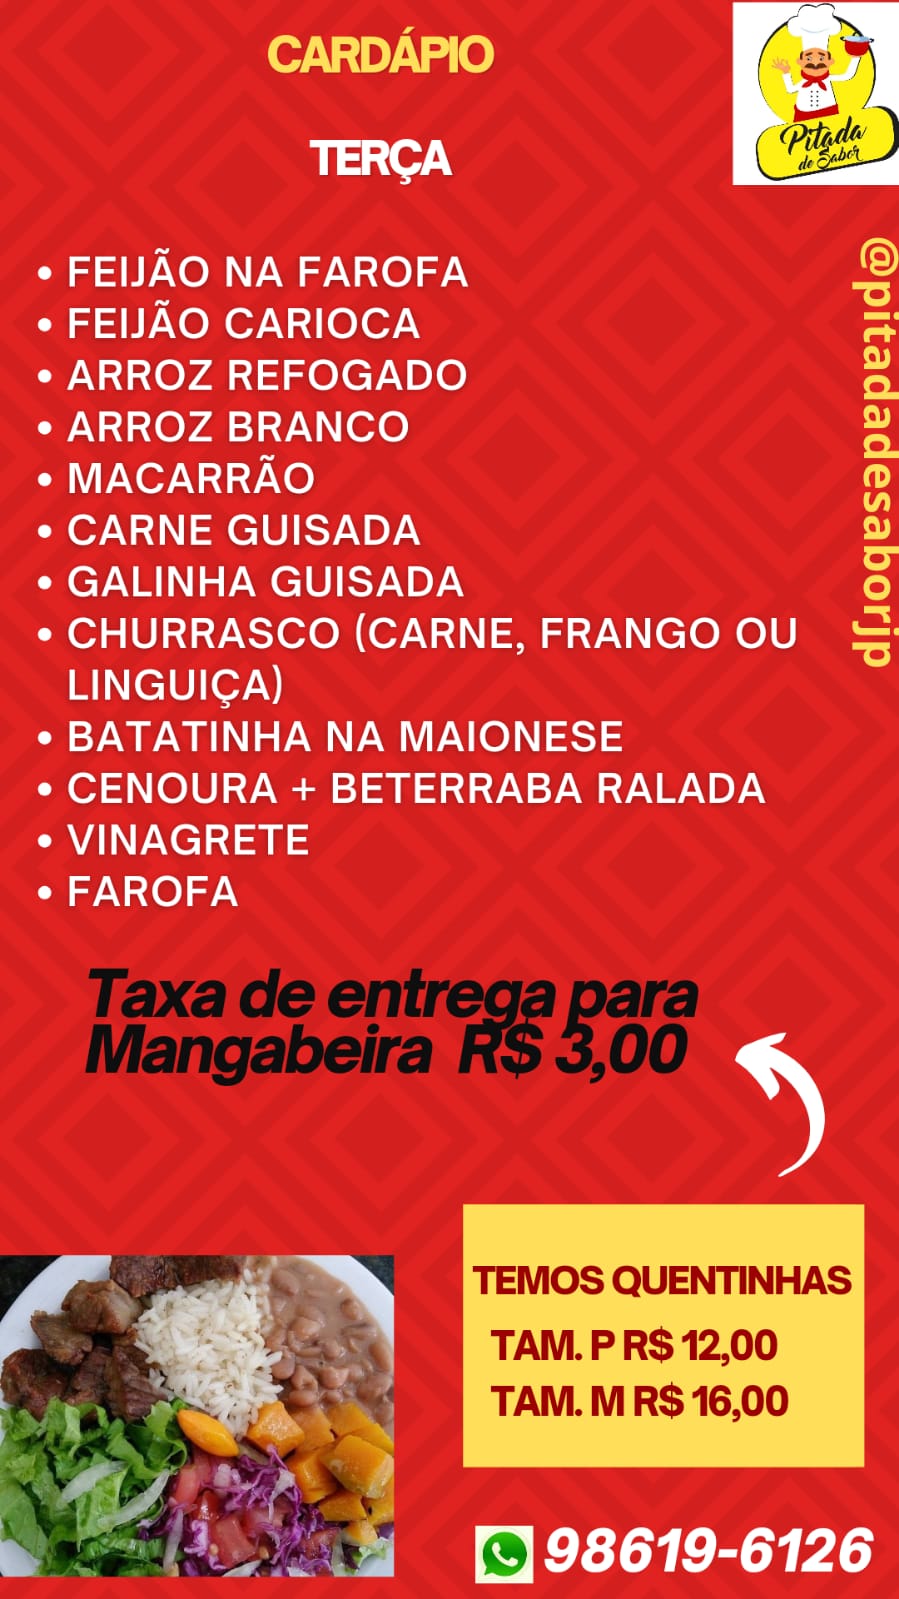 CARDÁPIO
Pitada
de Sabor
TERÇA
@pitadadesaborjp
• FEIJÃO NA FAROFA
• FEIJÃO CARIOCA
• ARROZ REFOGADO
• ARROZ BRANCO
• MACARRÃO
• CARNE GUISADA
• GALINHA GUISADA
• CHURRASCO (CARNE, FRANGO OU
LINGUIÇA)
• BATATINHA NA MAIONESE
• CENOURA + BETERRABA RALADA
• VINAGRETE
• FAROFA
Taxa de entrega para
Mangabeira R$ 3,00
TEMOS QUENTINHAS
TAM. P R$ 12,00
TAM. M R$ 16,00
98619-6126